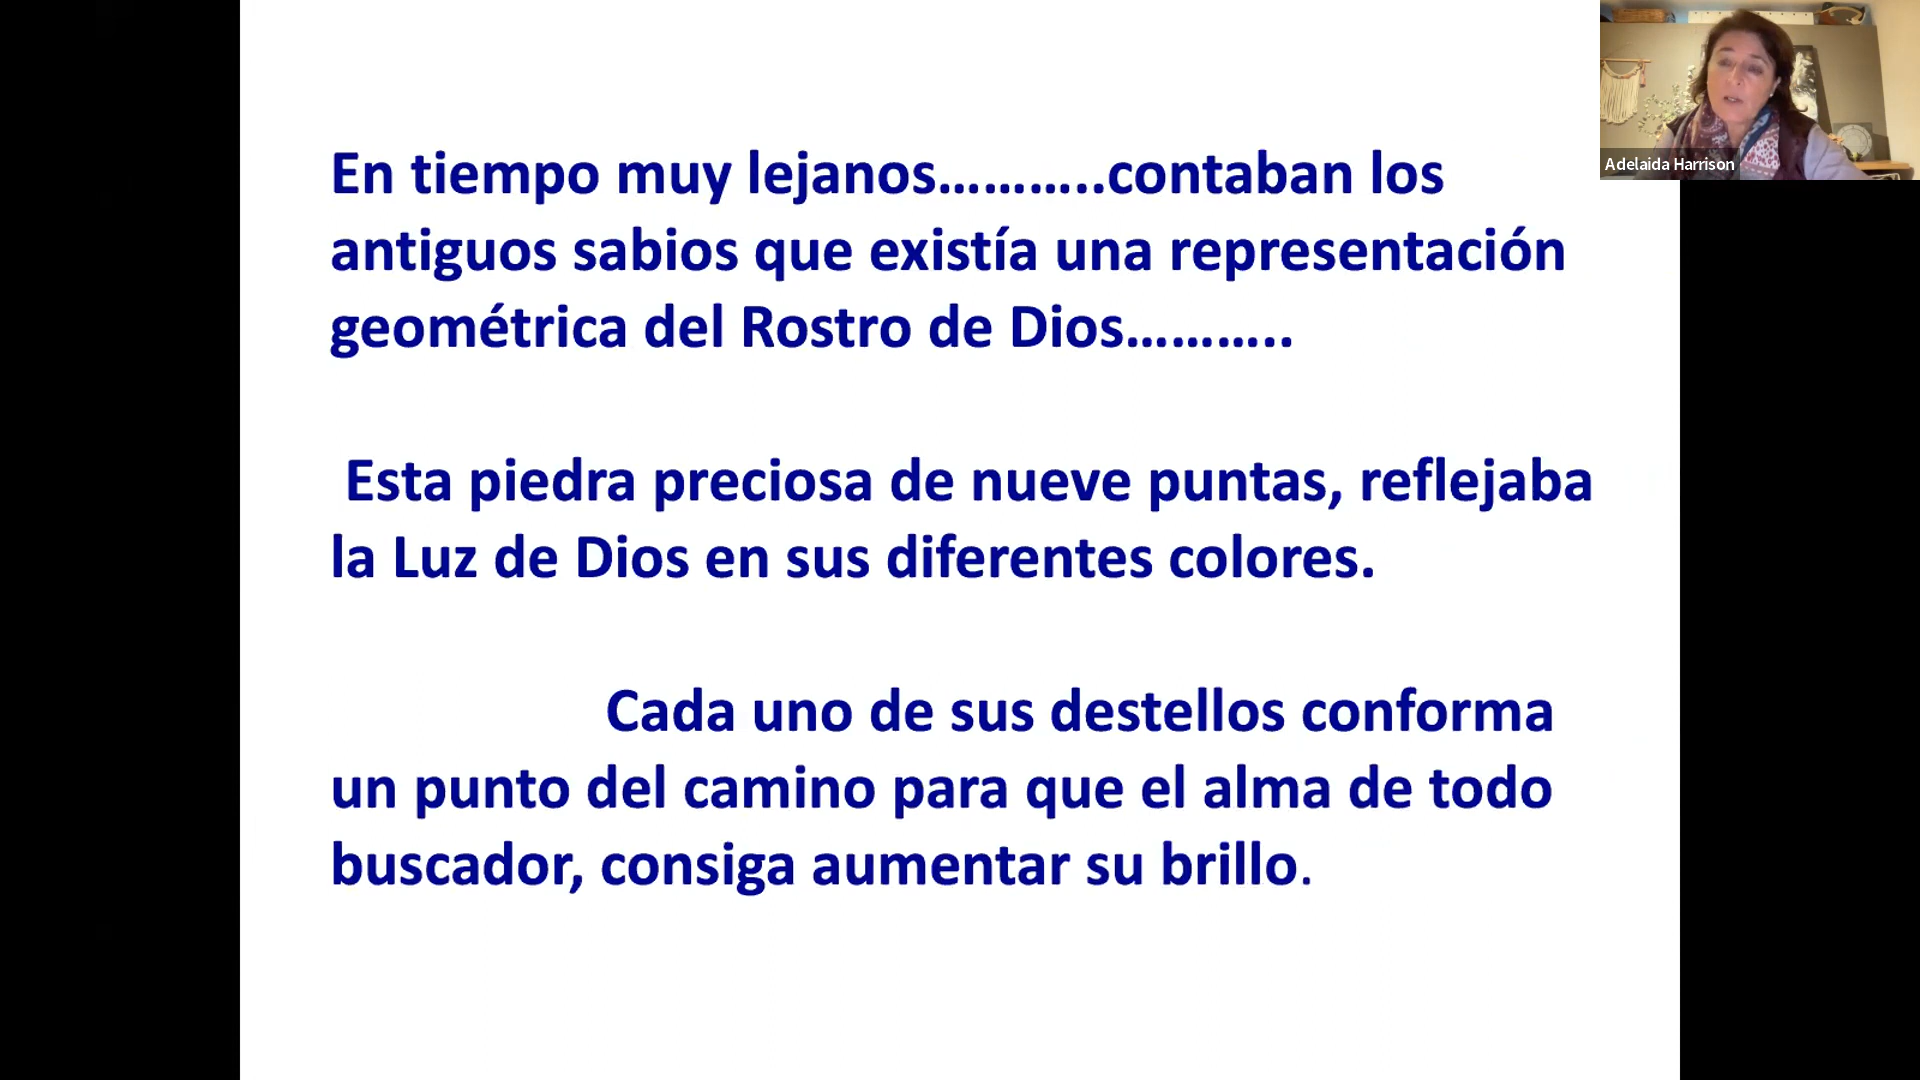 En tiempo muy lejanos………..contaban los
antiguos sabios que existía una representación
geométrica del Rostro de Dios………..
Esta piedra preciosa de nueve puntas, reflejaba
la Luz de Dios en sus diferentes colores.
Cada uno de sus destellos conforma
un punto del camino para que el alma de todo
buscador, consiga aumentar su brillo.
Adelaida Harrison